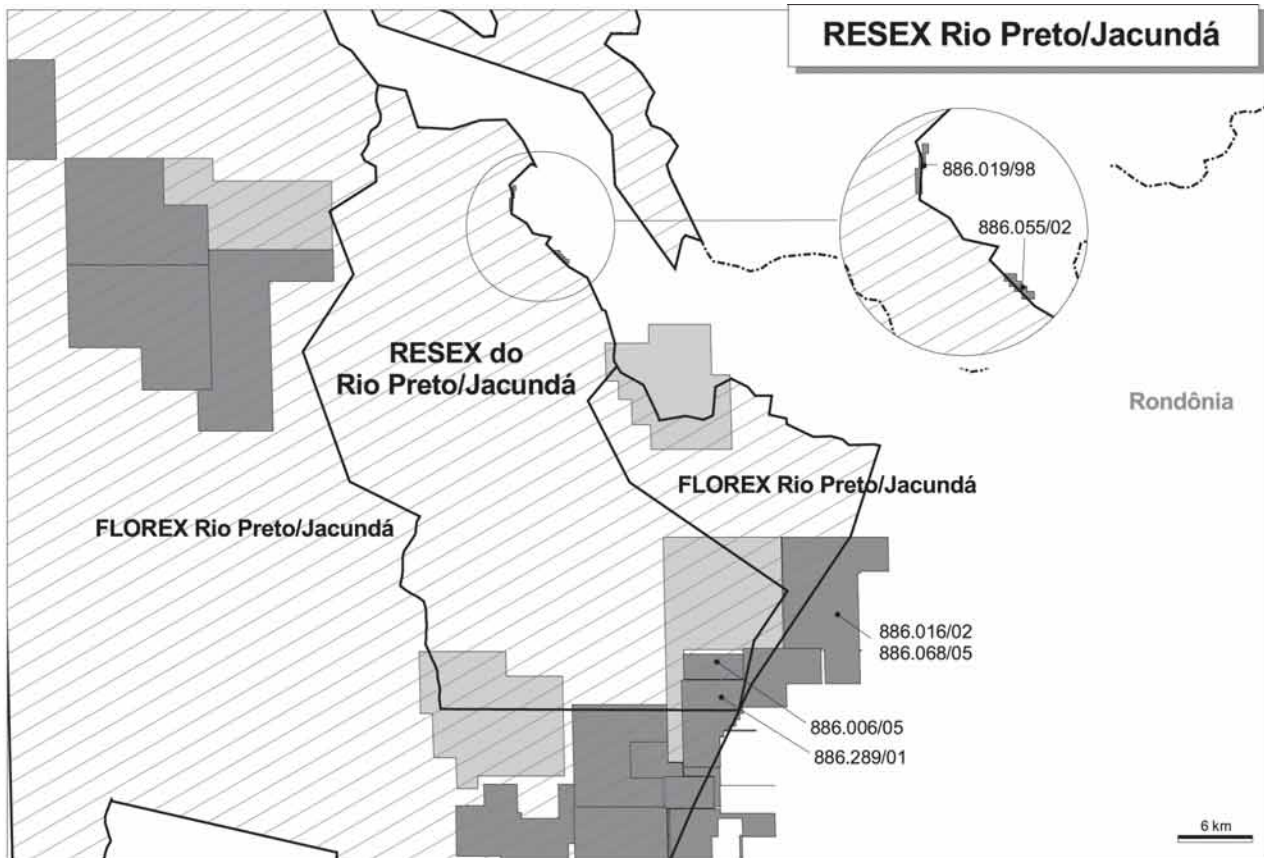 RESEX Rio Preto/Jacundá
886.019/98
886.055/02
RESEX do
Rio Preto/Jacundá
Rondônia
FLOREX Rio Preto/Jacundá
FLOREX Rio Preto/Jacundá
886.016/02
886.068/05
886.006/05
886.289/01
6 km